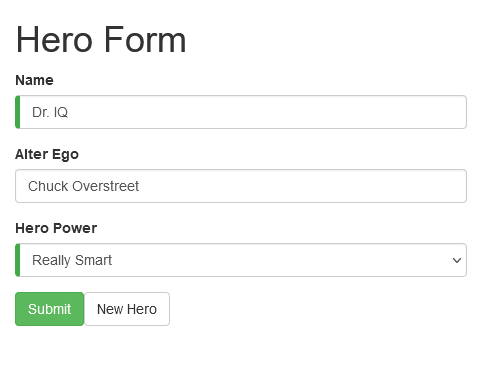 Hero Form
Name
Dr. IQ
Alter Ego
Chuck Overstreet
Hero Power
Really Smart
Submit New Hero